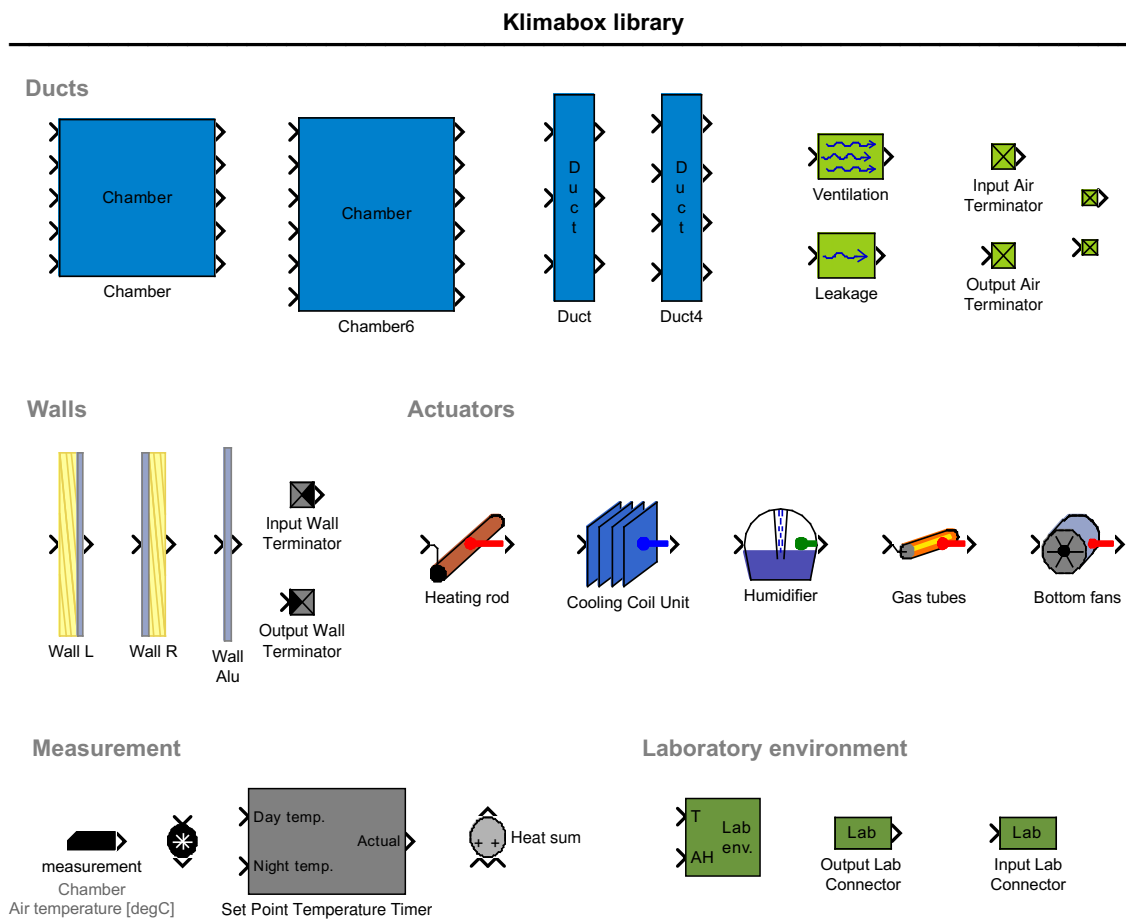 Klimabox library
Ducts
Chamber
Chamber
Chamber
Chamber6
Duct
Duct
Duct
Duct4
Ventilation
Leakage
Input Air
Terminator
Output Air
Terminator
Walls
Wall L
Wall R
Wall
Alu
Input Wall
Terminator
Output Wall
Terminator
Actuators
Heating rod
Cooling Coil Unit
Humidifier
Gas tubes
Bottom fans
Measurement
measurement
Chamber
Air temperature [degC]
Day temp.
Actual
Night temp.
Set Point Temperature Timer
Heat sum
Laboratory environment
T
AH
Lab
env.
Lab
Output Lab
Connector
Lab
Input Lab
Connector